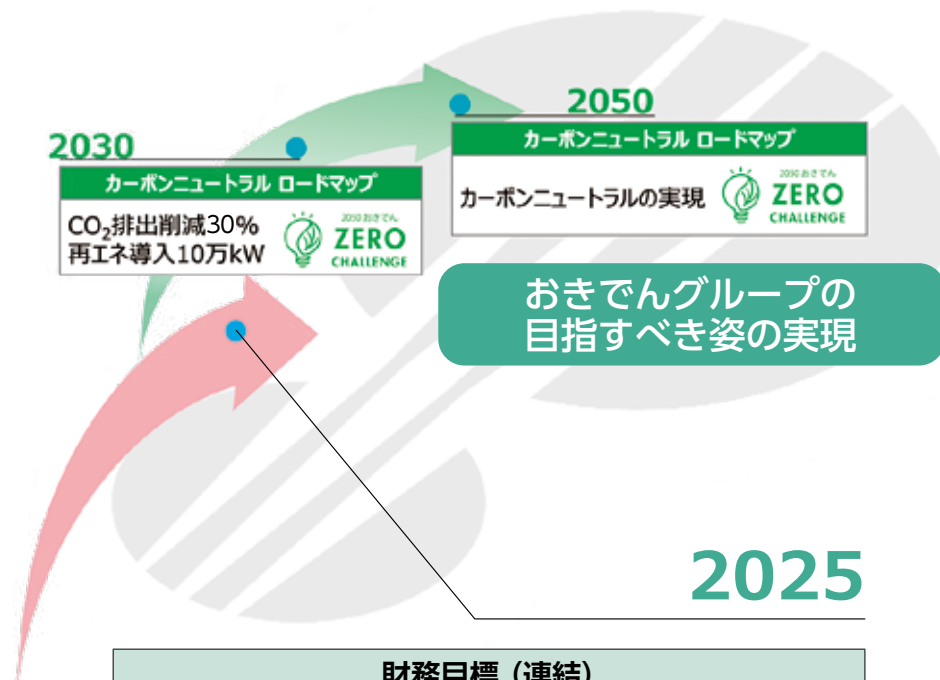 2050
カーボンニュートラル ロードマップ
カーボンニュートラルの実現
2050 おきでん
ZERO
CHALLENGE
2030
カーボンニュートラル ロードマップ
CO₂排出削減30%
再エネ導入10万kW
2050 おきでん
ZERO
CHALLENGE
おきでんグループの
目指すべき姿の実現
2025
財務目標（連結）